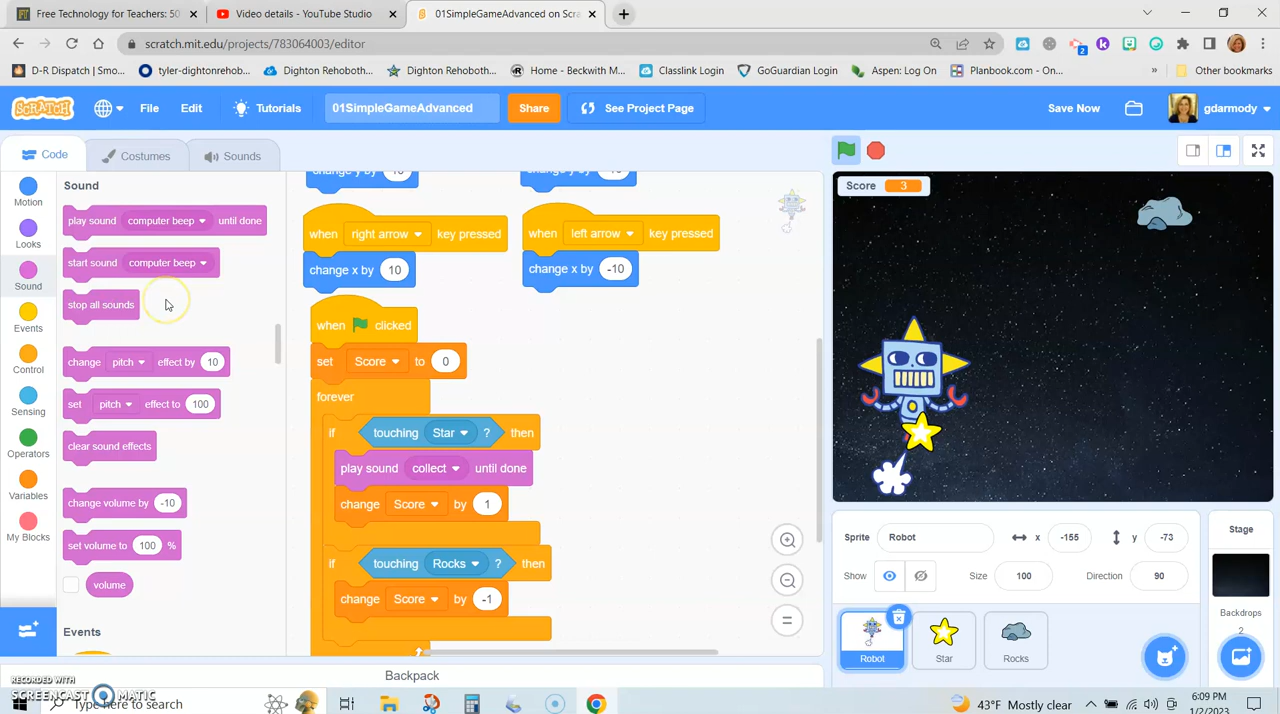 Free Technology for Teachers: 50
Video details - YouTube Studio
01SimpleGameAdvanced on Scra
scratch.mit.edu/projects/783064003/editor
2
D-R Dispatch | Smo...
tyler-dightonrehob...
Dighton Rehoboth-...
Dighton Rehoboth...
Home - Beckwith M...
Classlink Login
GoGuardian Login
Aspen: Log On
Planbook.com - On...
»
Other bookmarks
SCRATCH
File
Edit
Tutorials
01SimpleGameAdvanced
Share
See Project Page
Save Now
gdarmody
Code
Costumes
Sounds
Motion
Looks
Sound
Events
Control
Sensing
Operators
Variables
My Blocks
Sound
play sound computer beep until done
start sound computer beep
stop all sounds
change pitch effect by 10
set pitch effect to 100
clear sound effects
change volume by -10
set volume to 100 %
volume
Events
when right arrow key pressed
change x by 10
when left arrow key pressed
change x by -10
when clicked
set Score to 0
forever
if touching Star ? then
play sound collect until done
change Score by 1
if touching Rocks ? then
change Score by -1
Backpack
Score 3
Sprite Robot x -155 y -73
Show Size 100 Direction 90
Robot
Star
Rocks
Stage
Backdrops
2
RECORDED WITH
SCREENCAST MATIC
Type here to search
43°F Mostly clear
6:09 PM
1/2/2023